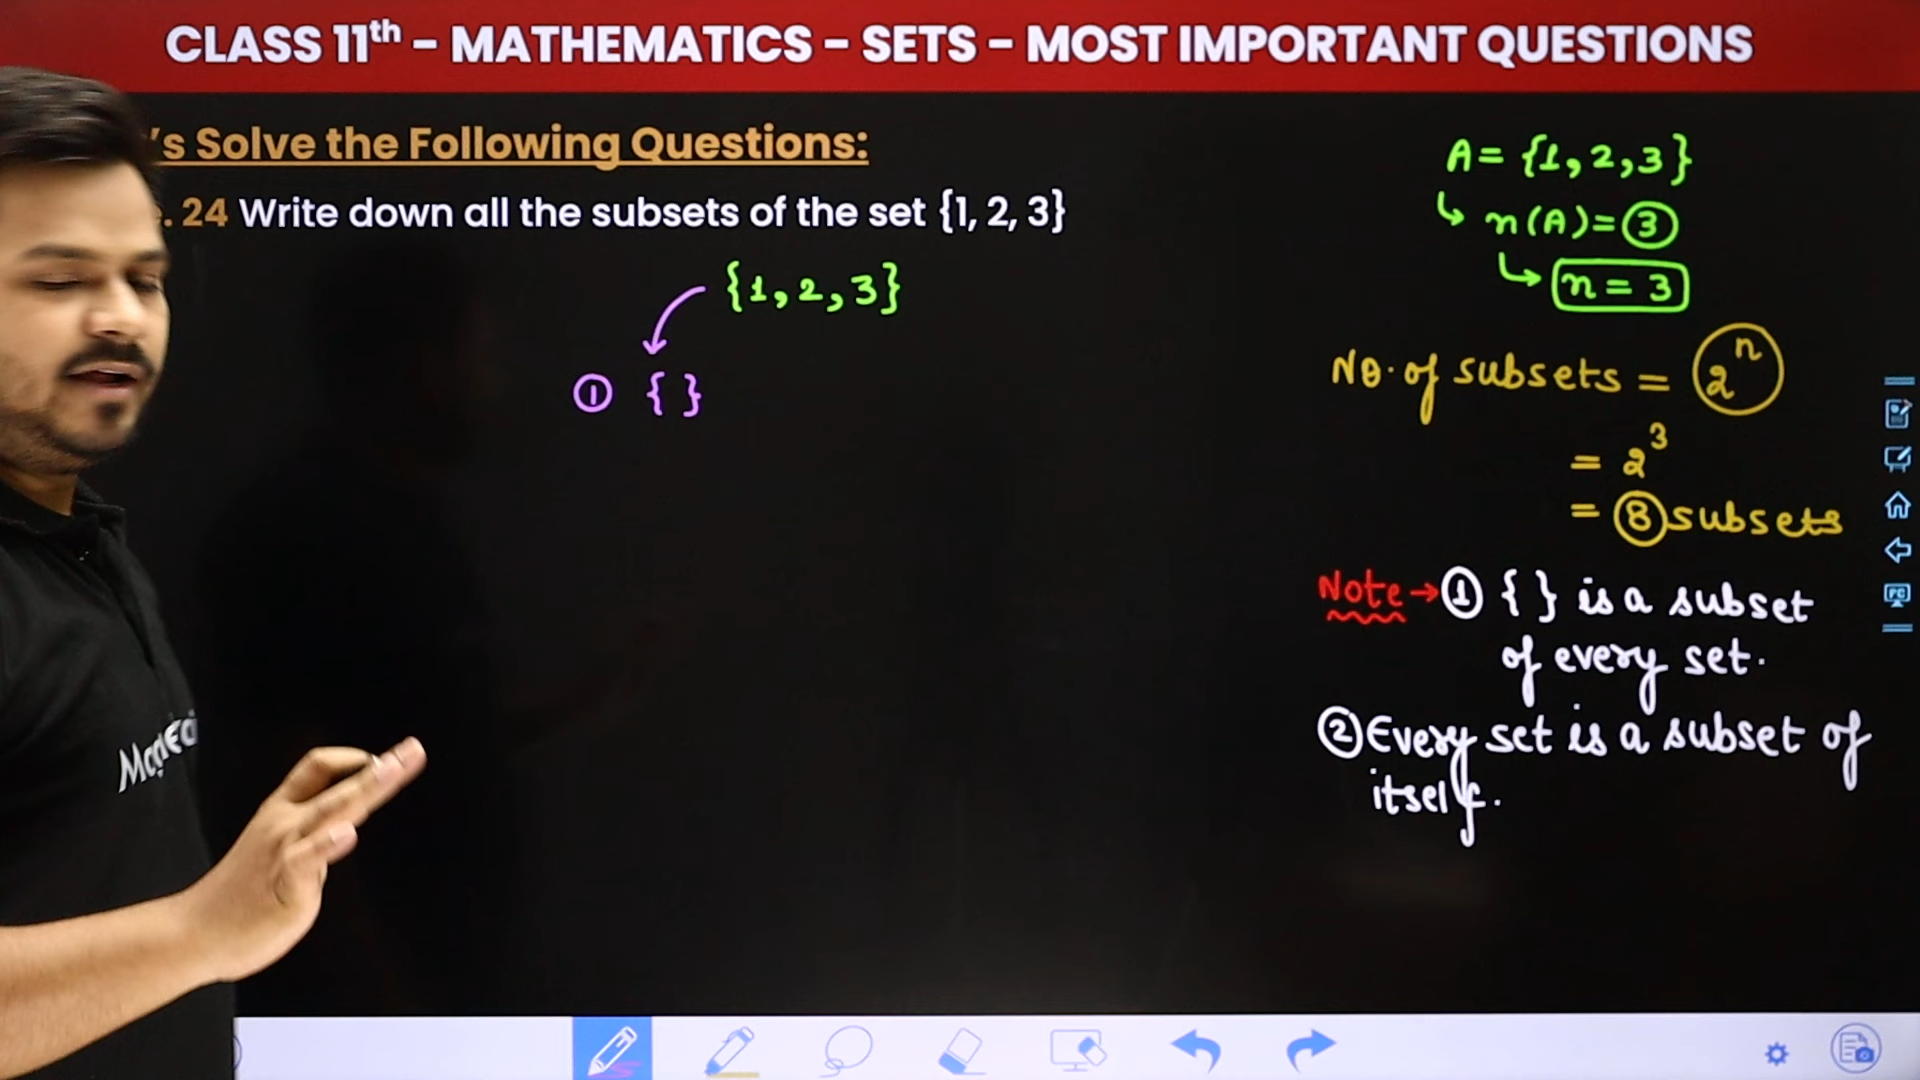 CLASS 11th - MATHEMATICS - SETS - MOST IMPORTANT QUESTIONS
's Solve the Following Questions:
. 24 Write down all the subsets of the set {1, 2, 3}
{1, 2, 3}
① { }
A = {1, 2, 3}
↳ n(A) = ③
↳ n = 3
No. of subsets = 2^n
= 2^3
= ⑧ subsets
Note → ① { } is a subset
of every set.
② Every set is a subset of
itself.
PC